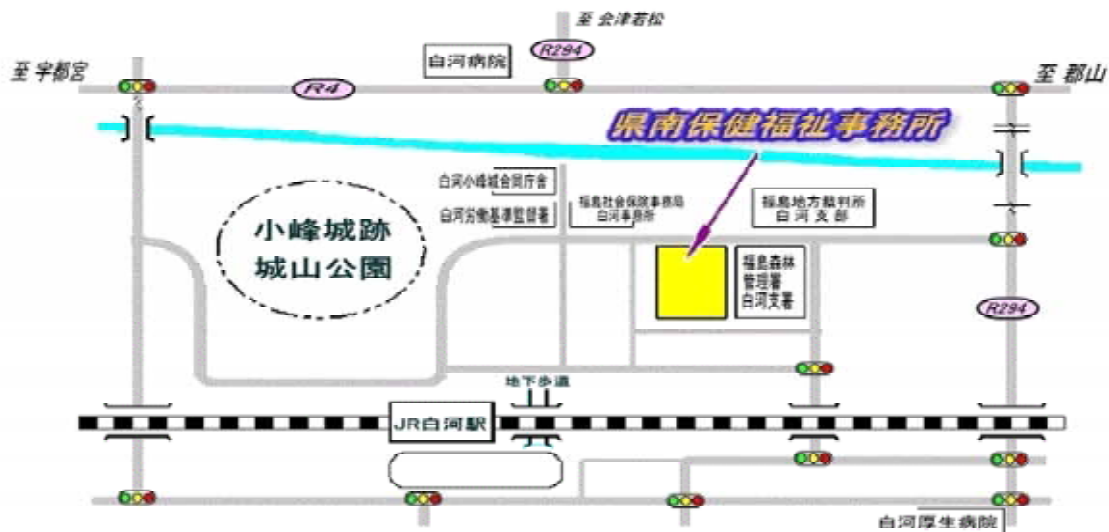 至 会津若松
R294
白河病院
至 宇都宮
R4
至 郡山
県南保健福祉事務所
白河小峰城合同庁舎
白河労働基準監督署
福島社会保険事務局
白河事務所
福島地方裁判所
白河支部
小峰城跡
城山公園
福島森林
管理署
白河支署
R294
地下歩道
JR白河駅
白河厚生病院